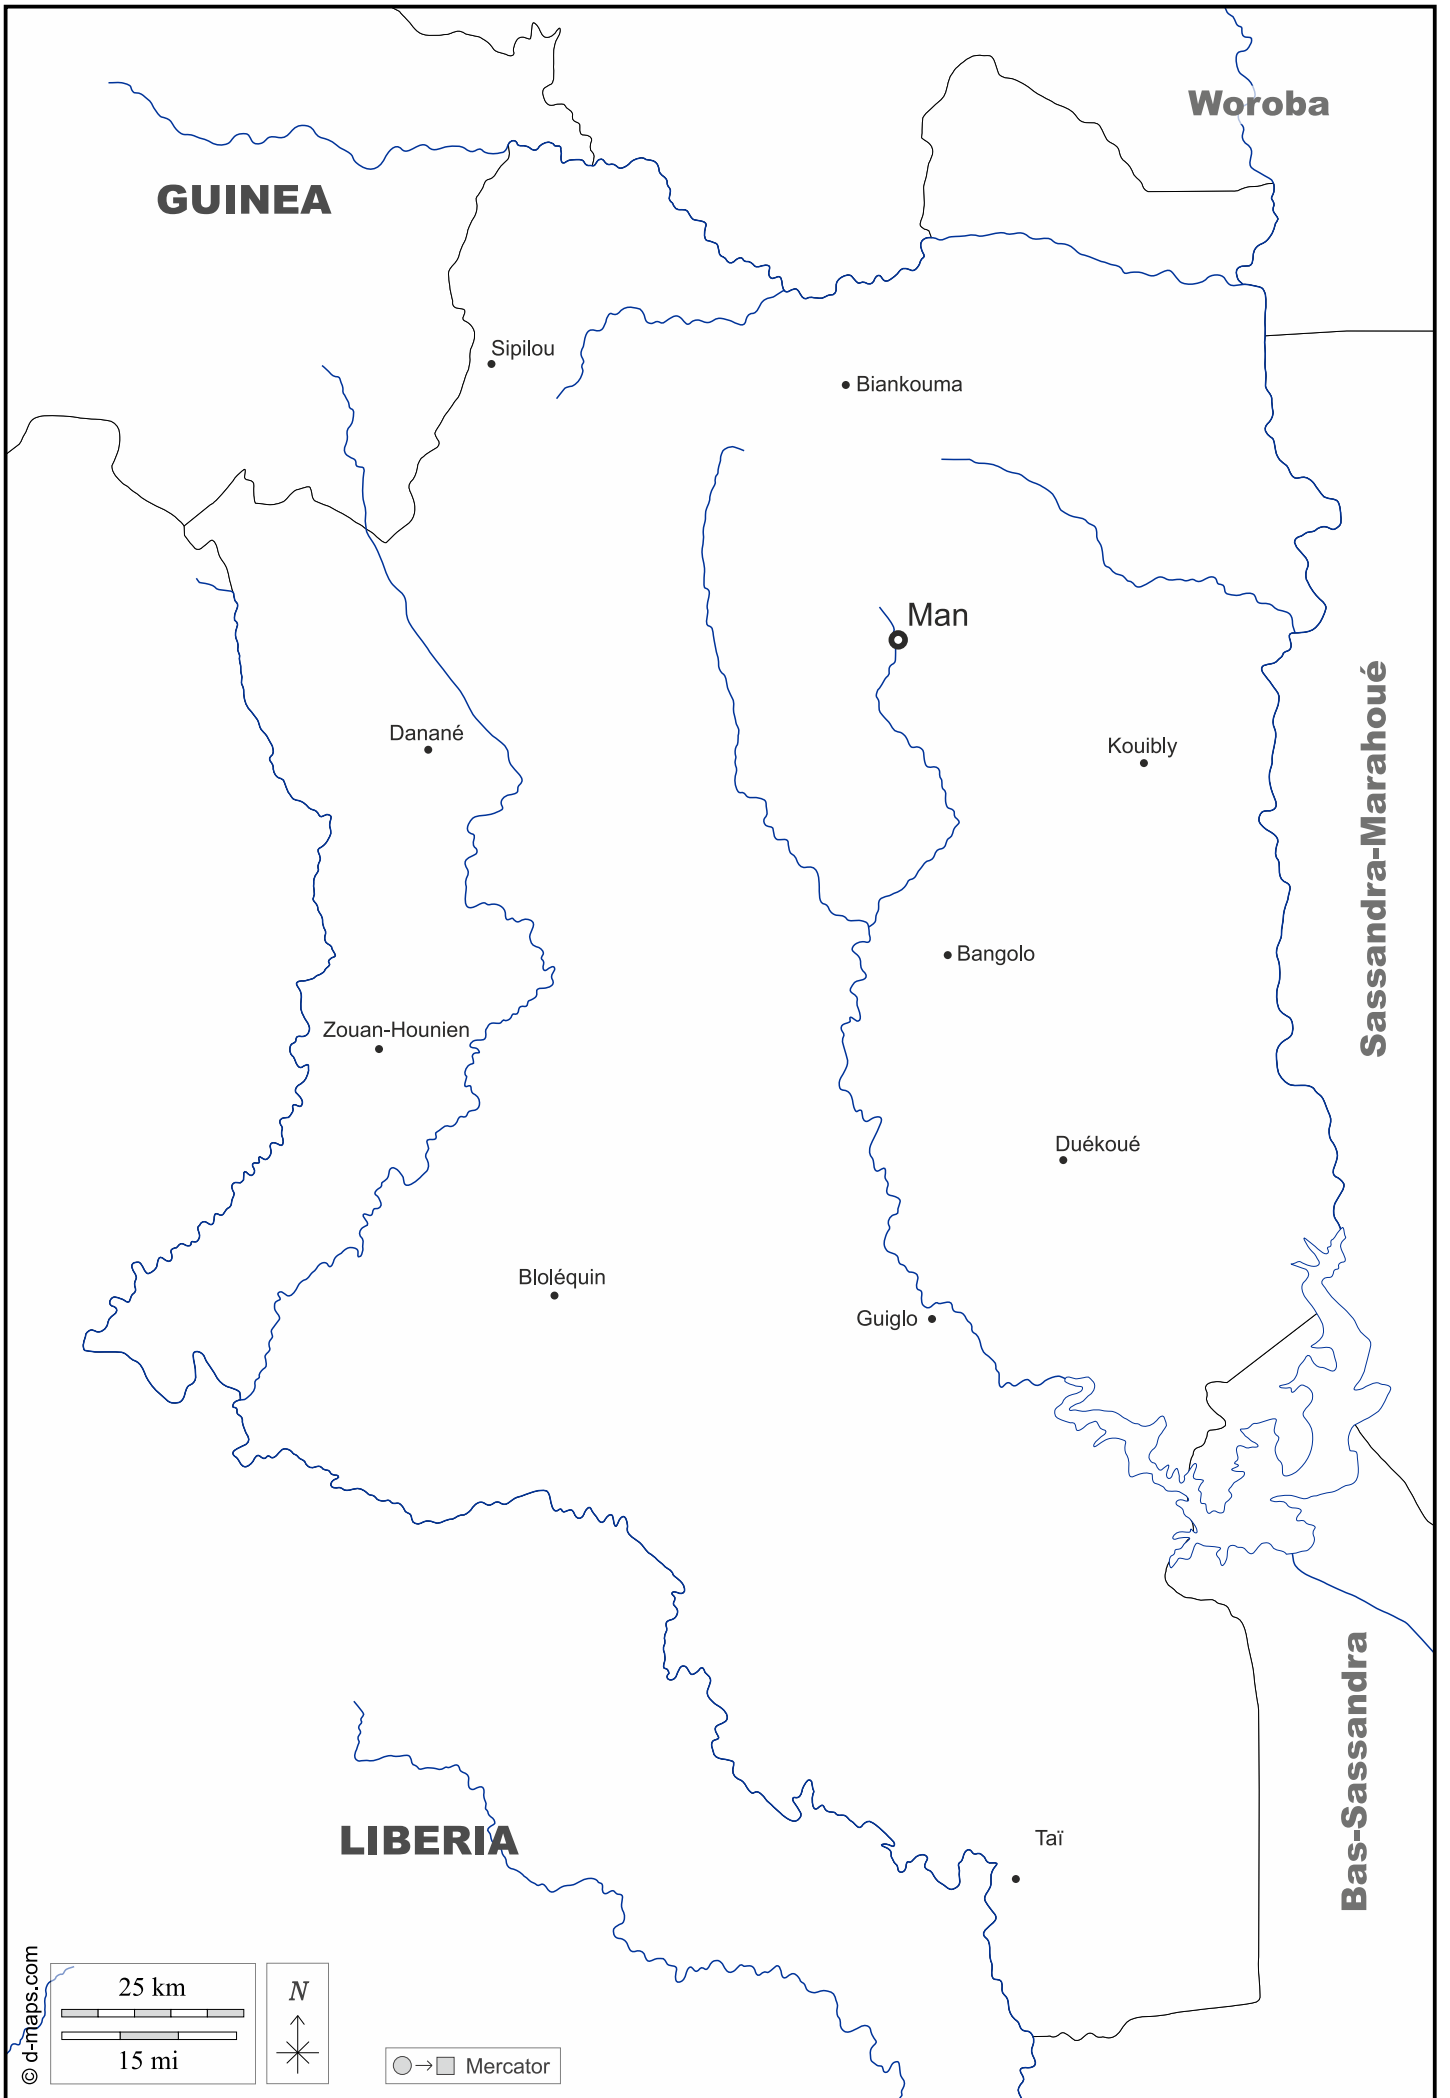 Woroba
GUINEA
Sipilou
Biankouma
Man
Danané
Kouibly
Sassandra-Marahoué
Bangolo
Zouan-Hounien
Duékoué
Bloléquin
Guiglo
Bas-Sassandra
LIBERIA
Taï
© d-maps.com
25 km
15 mi
N
Mercator